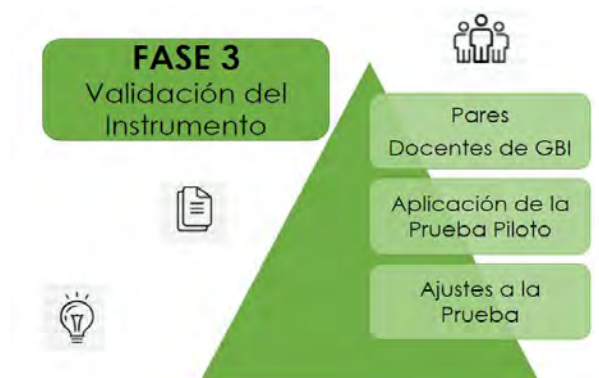 FASE 3
Validación del
Instrumento
Pares
Docentes de GBI
Aplicación de la
Prueba Piloto
Ajustes a la
Prueba